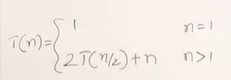 T(n)={ 1 n=1
2T(n/2)+n n>1